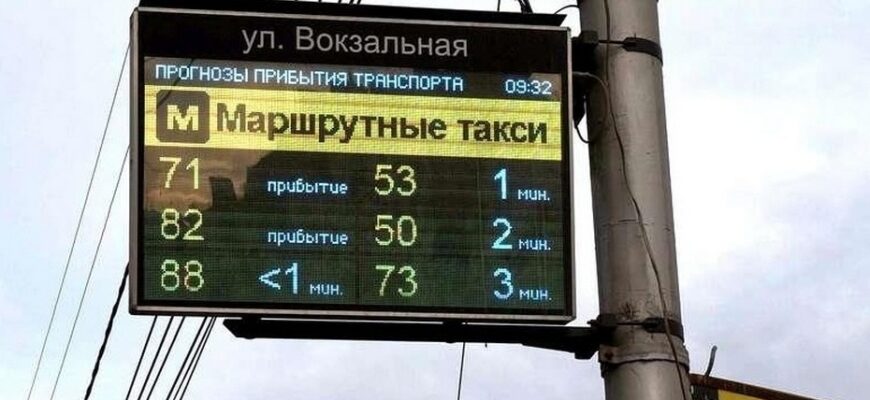 ул. Вокзальная
ПРОГНОЗЫ ПРИБЫТИЯ ТРАНСПОРТА 09:32
М Маршрутные такси
71 прибытие 53 1 мин.
82 прибытие 50 2 мин.
88 <1 мин. 73 3 мин.